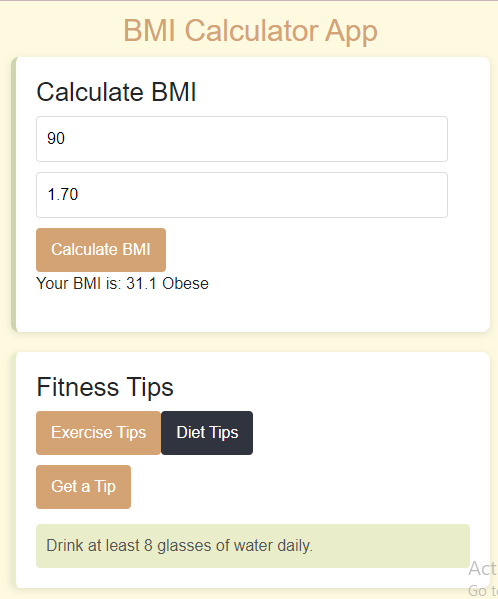 BMI Calculator App
Calculate BMI
90
1.70
Calculate BMI
Your BMI is: 31.1 Obese
Fitness Tips
Exercise Tips Diet Tips
Get a Tip
Drink at least 8 glasses of water daily.
Act
Go t